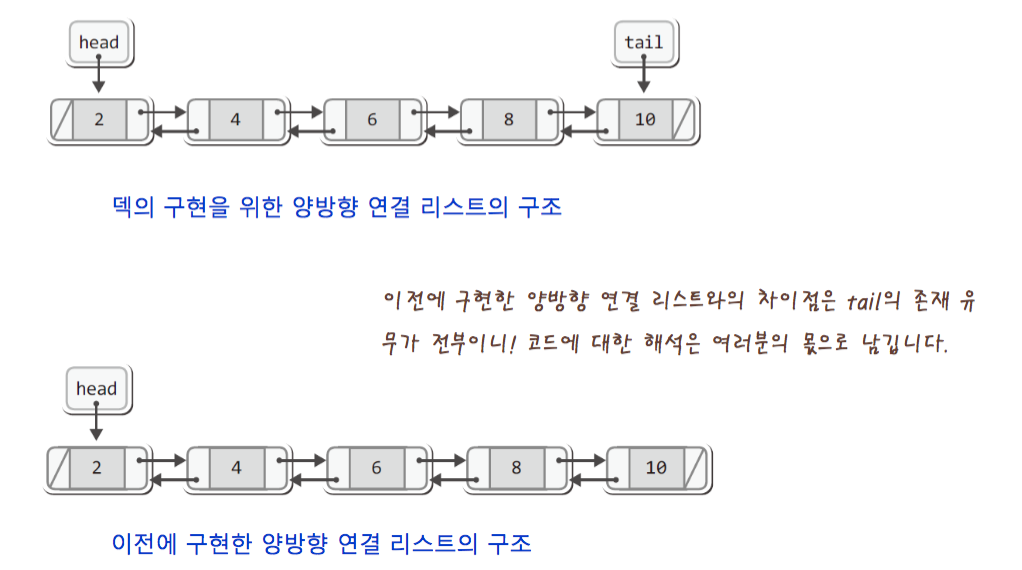 head
tail
2 4 6 8 10
덱의 구현을 위한 양방향 연결 리스트의 구조
이전에 구현한 양방향 연결 리스트와의 차이점은 tail의 존재 유
무가 전부이니! 코드에 대한 해석은 여러분의 몫으로 남깁니다.
head
2 4 6 8 10
이전에 구현한 양방향 연결 리스트의 구조